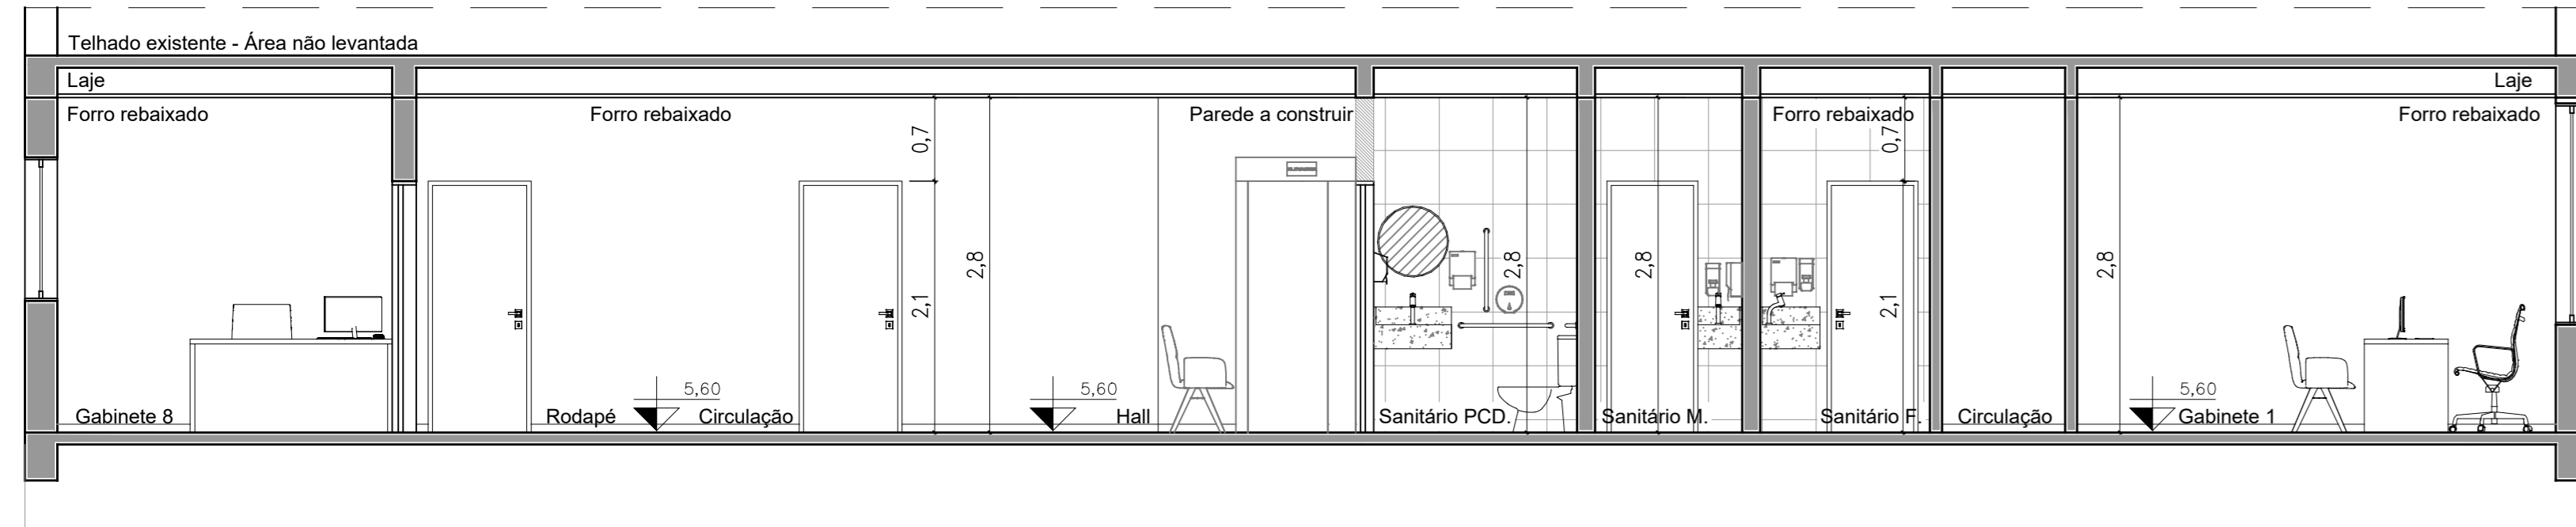 Telhado existente - Área não levantada
Laje
Laje
Forro rebaixado
Forro rebaixado
Parede a construir
Forro rebaixado
Forro rebaixado
0,7
0,7
2,8
2,8
2,8
2,8
2,1
2,1
5,60
5,60
5,60
Gabinete 8
Rodapé
Circulação
Hall
Sanitário PCD.
Sanitário M.
Sanitário F.
Circulação
Gabinete 1